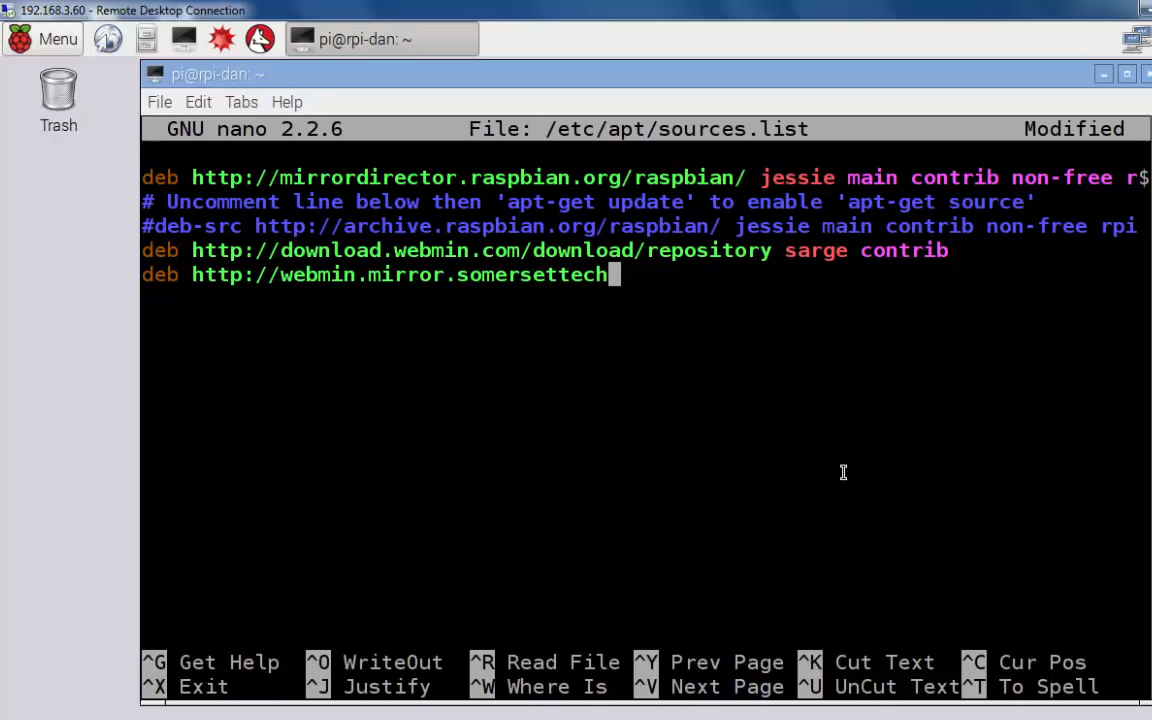 192.168.3.60 - Remote Desktop Connection
Menu
pi@rpi-dan: ~
Trash
pi@rpi-dan: ~
File Edit Tabs Help
GNU nano 2.2.6 File: /etc/apt/sources.list Modified
deb http://mirrordirector.raspbian.org/raspbian/ jessie main contrib non-free r$
# Uncomment line below then 'apt-get update' to enable 'apt-get source'
#deb-src http://archive.raspbian.org/raspbian/ jessie main contrib non-free rpi
deb http://download.webmin.com/download/repository sarge contrib
deb http://webmin.mirror.somersettech
^G Get Help ^O WriteOut ^R Read File ^Y Prev Page ^K Cut Text ^C Cur Pos
^X Exit ^J Justify ^W Where Is ^V Next Page ^U UnCut Text ^T To Spell